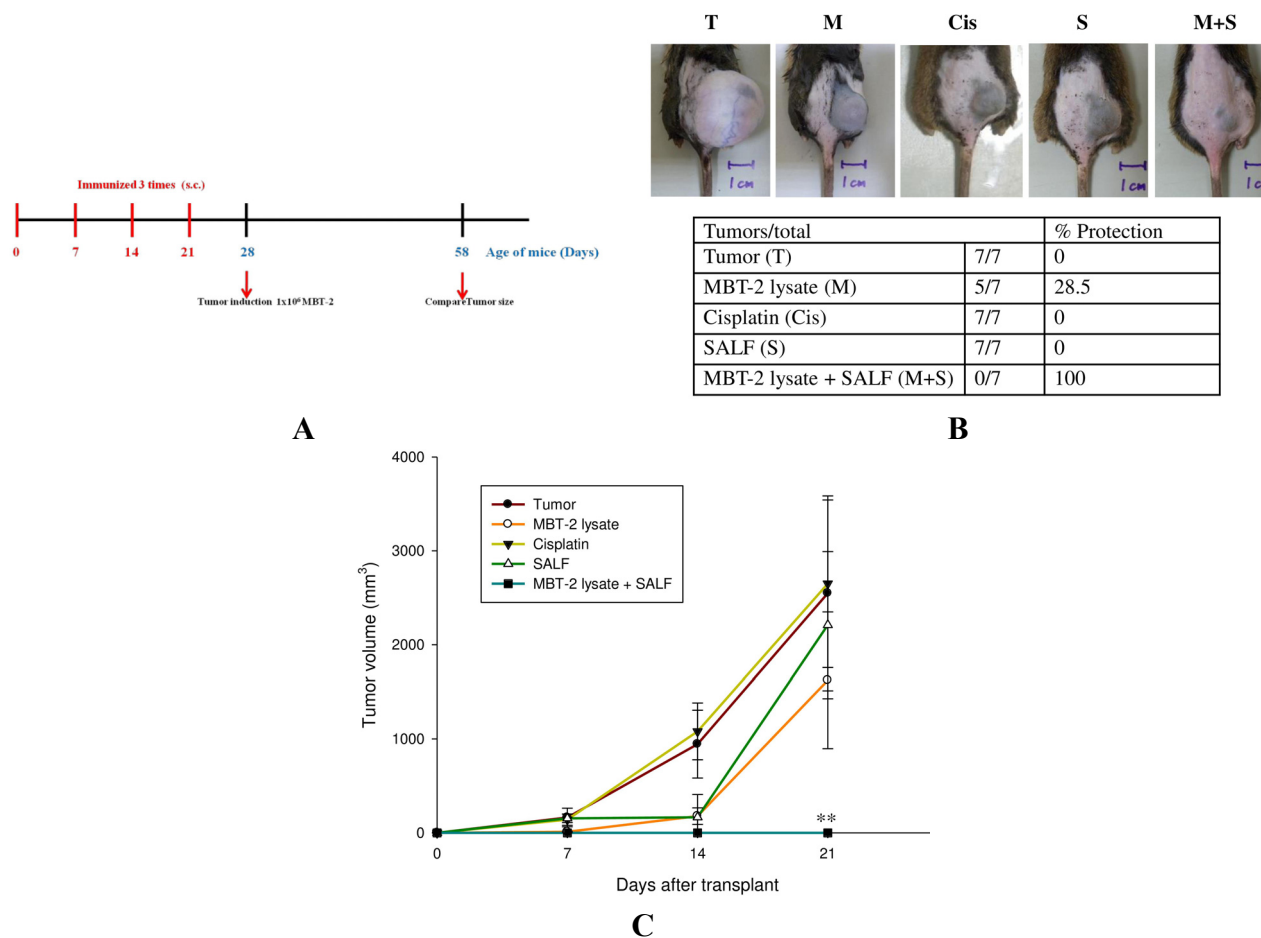 Immunized 3 times (s.c.)
0 7 14 21 28 58 Age of mice (Days)
Tumor induction 1x10⁶ MBT-2 CompareTumor size
A
T M Cis S M+S
1 cm 1 cm 1 cm 1 cm 1 c
Tumors/total % Protection
Tumor (T) 7/7 0
MBT-2 lysate (M) 5/7 28.5
Cisplatin (Cis) 7/7 0
SALF (S) 7/7 0
MBT-2 lysate + SALF (M+S) 0/7 100
B
Tumor volume (mm³)
4000
3000
2000
1000
0
Tumor
MBT-2 lysate
Cisplatin
SALF
MBT-2 lysate + SALF
**
0 7 14 21
Days after transplant
C